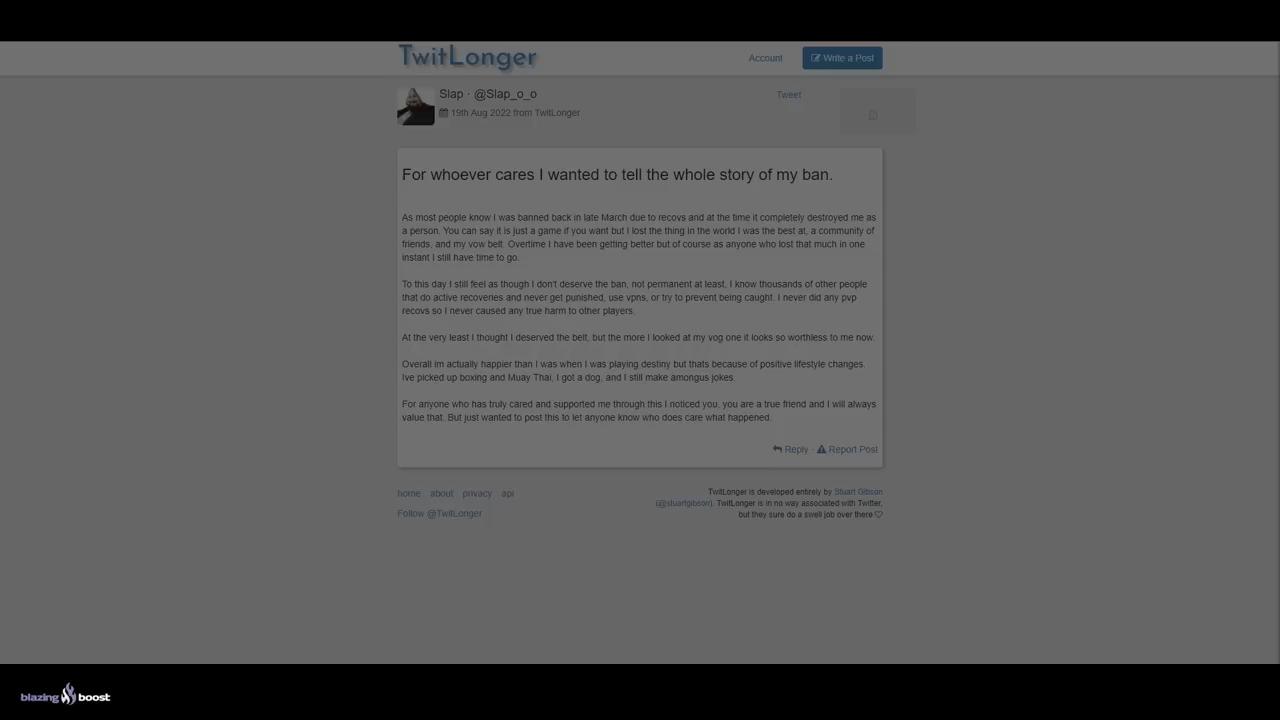 TwitLonger
Account
Write a Post
Slap · @Slap_o_o
19th Aug 2022 from TwitLonger
Tweet
For whoever cares I wanted to tell the whole story of my ban.
As most people know I was banned back in late March due to recovs and at the time it completely destroyed me as
a person. You can say it is just a game if you want but I lost the thing in the world I was the best at, a community of
friends, and my vow belt. Overtime I have been getting better but of course as anyone who lost that much in one
instant I still have time to go.
To this day I still feel as though I don't deserve the ban, not permanent at least, I know thousands of other people
that do active recoveries and never get punished, use vpns, or try to prevent being caught. I never did any pvp
recovs so I never caused any true harm to other players.
At the very least I thought I deserved the belt, but the more I looked at my vog one it looks so worthless to me now.
Overall im actually happier than I was when I was playing destiny but thats because of positive lifestyle changes.
Ive picked up boxing and Muay Thai, I got a dog, and I still make amongus jokes.
For anyone who has truly cared and supported me through this I noticed you, you are a true friend and I will always
value that. But just wanted to post this to let anyone know who does care what happened.
Reply · Report Post
home about privacy api
Follow @TwitLonger
TwitLonger is developed entirely by Stuart Gibson
(@stuartgibson). TwitLonger is in no way associated with Twitter,
but they sure do a swell job over there ♡
blazing boost